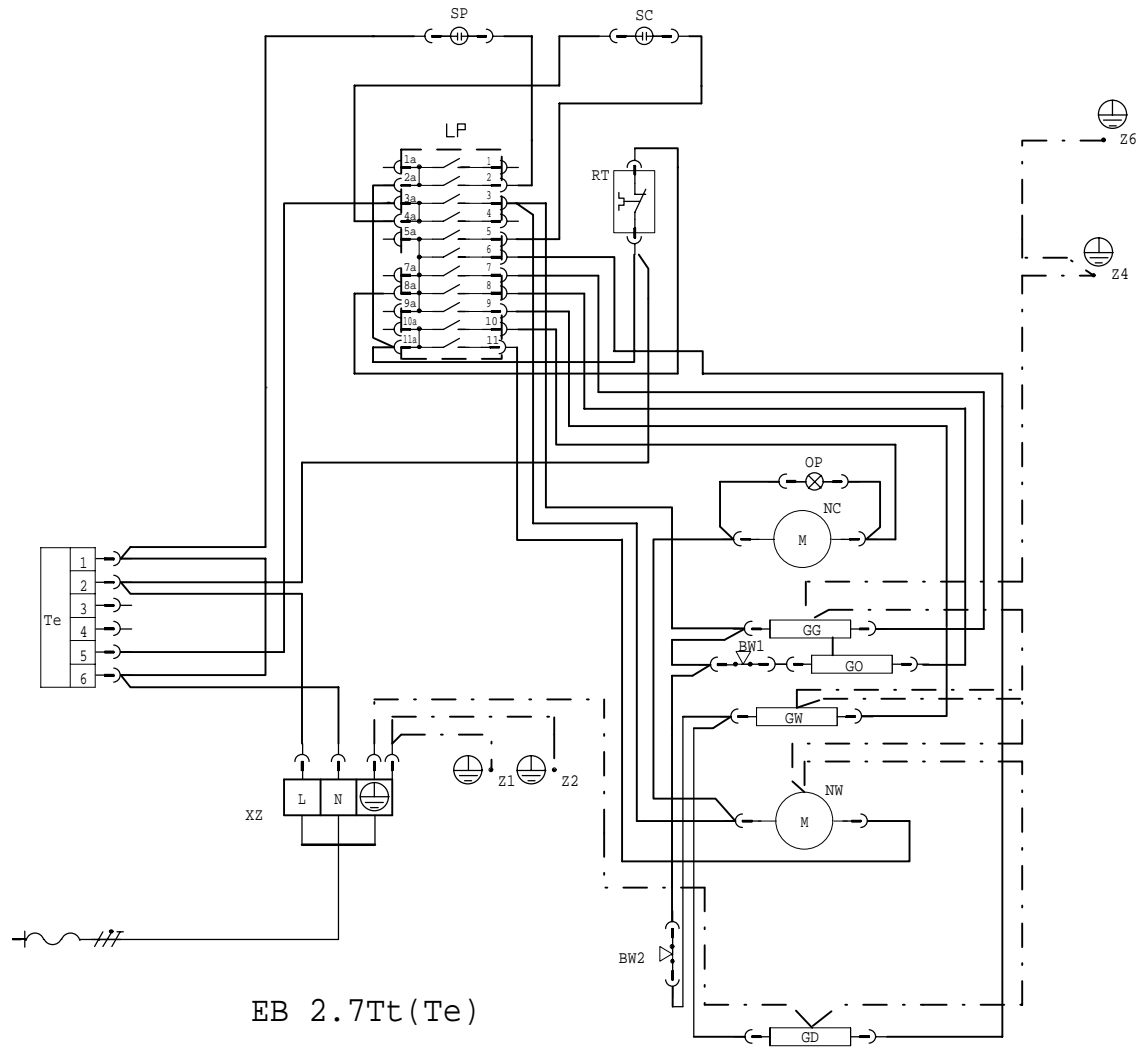 SP
SC
LP
1a 1
2a 2
3a 3
4a 4
5a 5
6
7a 7
8a 8
9a 9
10a 10
11a 11
RT
Z6
Z4
OP
NC
M
Te
1
2
3
4
5
6
GG
BW1
GO
GW
Z1
Z2
XZ
L N
NW
M
BW2
GD
EB 2.7Tt(Te)